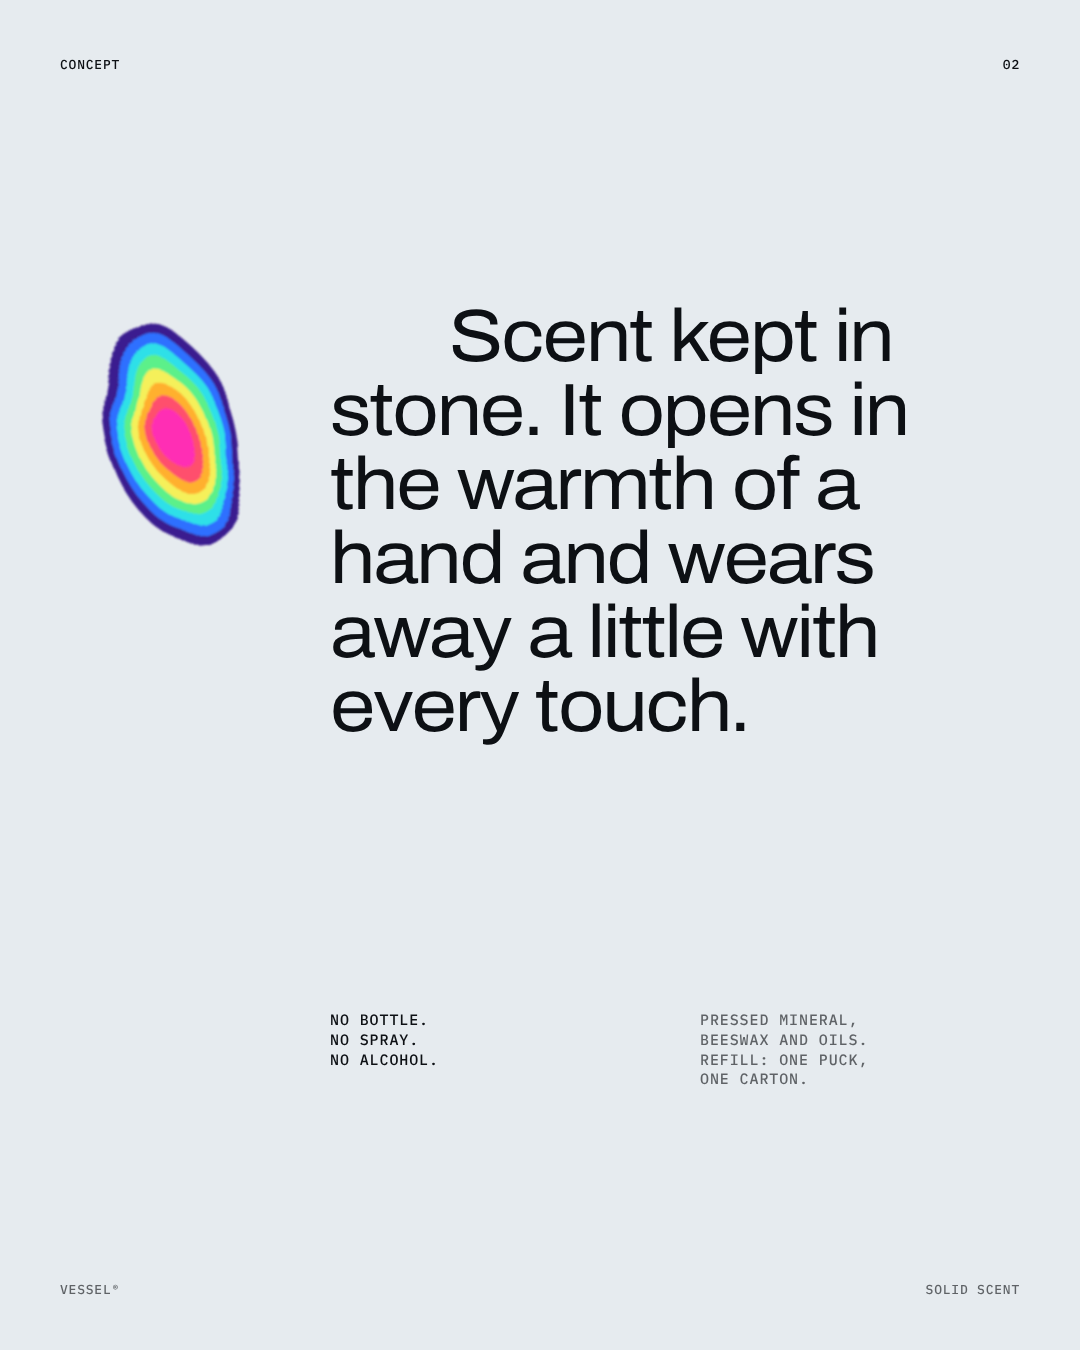 CONCEPT
02
Scent kept in
stone. It opens in
the warmth of a
hand and wears
away a little with
every touch.
NO BOTTLE.
NO SPRAY.
NO ALCOHOL.
PRESSED MINERAL,
BEESWAX AND OILS.
REFILL: ONE PUCK,
ONE CARTON.
VESSEL®
SOLID SCENT